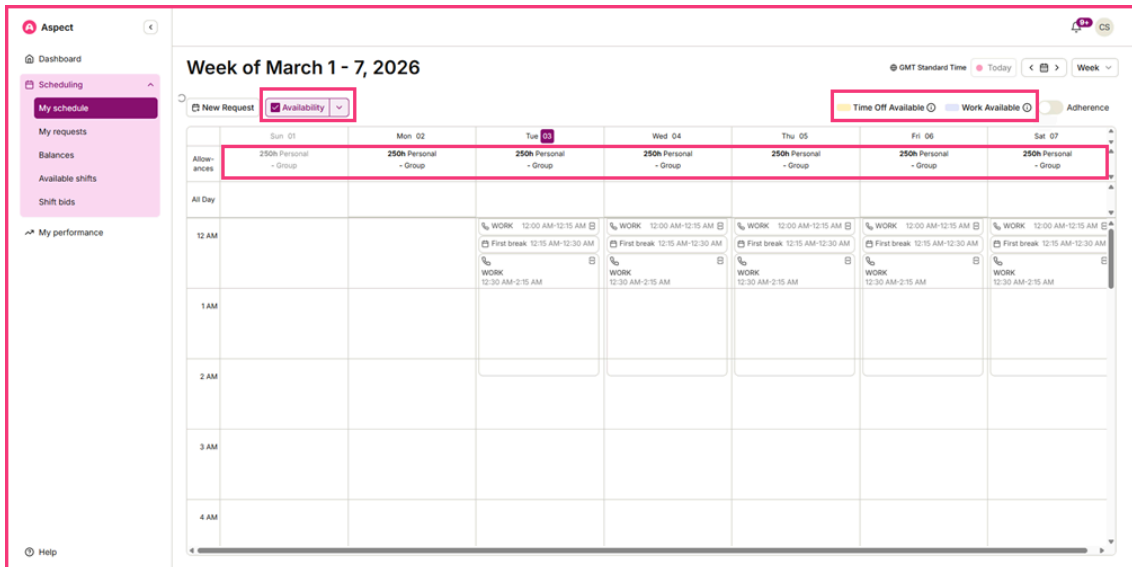 Aspect
9+
CS
Dashboard
Scheduling
My schedule
My requests
Balances
Available shifts
Shift bids
My performance
Help
Week of March 1 - 7, 2026
GMT Standard Time
Today
Week
New Request
Availability
Time Off Available
Work Available
Adherence
Sun 01 Mon 02 Tue 03 Wed 04 Thu 05 Fri 06 Sat 07
Allow-
ances
250h Personal 250h Personal 250h Personal 250h Personal 250h Personal 250h Personal 250h Personal
- Group - Group - Group - Group - Group - Group - Group
All Day
12 AM
WORK 12:00 AM-12:15 AM WORK 12:00 AM-12:15 AM WORK 12:00 AM-12:15 AM WORK 12:00 AM-12:15 AM WORK 12:00 AM-12:15 AM
First break 12:15 AM-12:30 AM First break 12:15 AM-12:30 AM First break 12:15 AM-12:30 AM First break 12:15 AM-12:30 AM First break 12:15 AM-12:30 AM
WORK WORK WORK WORK WORK
12:30 AM-2:15 AM 12:30 AM-2:15 AM 12:30 AM-2:15 AM 12:30 AM-2:15 AM 12:30 AM-2:15 AM
1 AM
2 AM
3 AM
4 AM